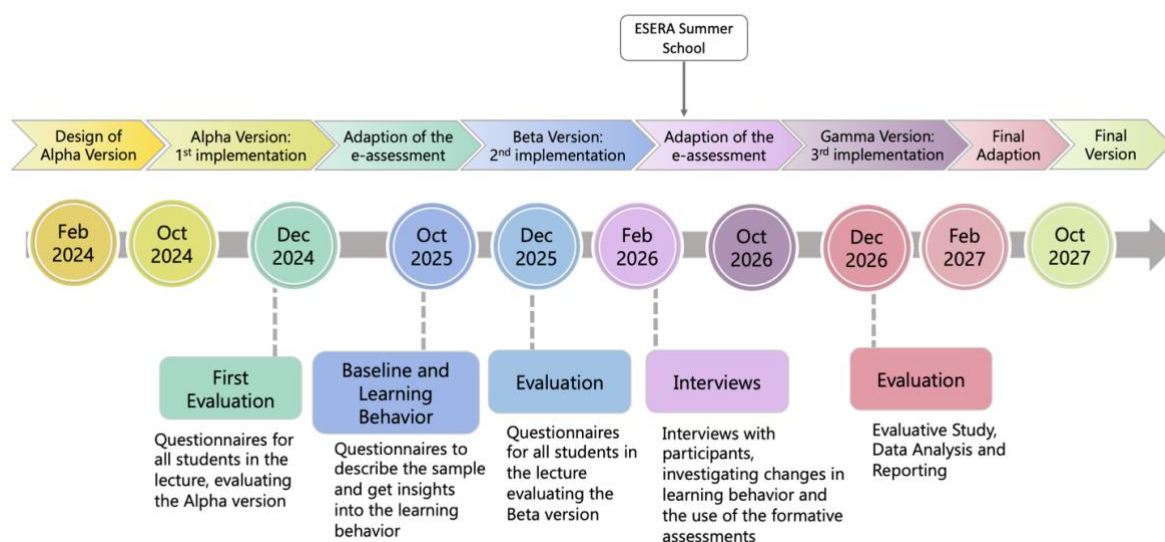 ESERA Summer
School
Design of
Alpha Version
Alpha Version:
1st implementation
Adaption of the
e-assessment
Beta Version:
2nd implementation
Adaption of the
e-assessment
Gamma Version:
3rd implementation
Final
Adaption
Final
Version
Feb
2024
Oct
2024
Dec
2024
Oct
2025
Dec
2025
Feb
2026
Oct
2026
Dec
2026
Feb
2027
Oct
2027
First
Evaluation
Questionnaires for
all students in the
lecture, evaluating
the Alpha version
Baseline and
Learning
Behavior
Questionnaires to
describe the sample
and get insights
into the learning
behavior
Evaluation
Questionnaires
for all students in
the lecture
evaluating the
Beta version
Interviews
Interviews with
participants,
investigating changes in
learning behavior and
the use of the formative
assessments
Evaluation
Evaluative Study,
Data Analysis and
Reporting